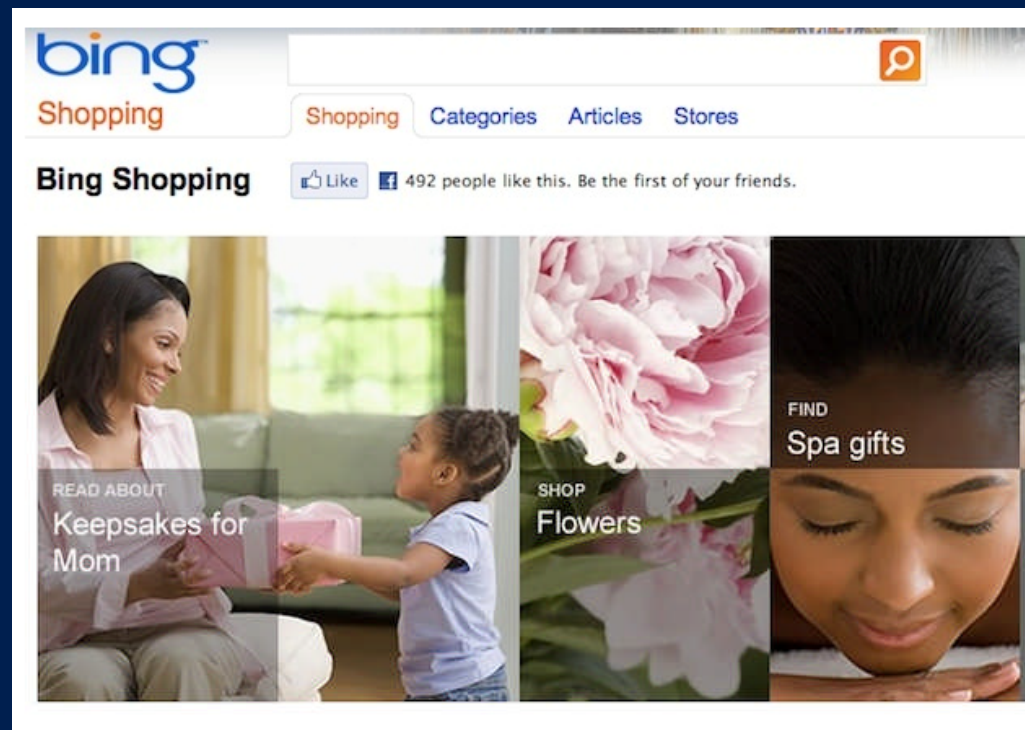 bing™
Shopping
Shopping Categories Articles Stores
Bing Shopping
Like 492 people like this. Be the first of your friends.
READ ABOUT
Keepsakes for
Mom
SHOP
Flowers
FIND
Spa gifts